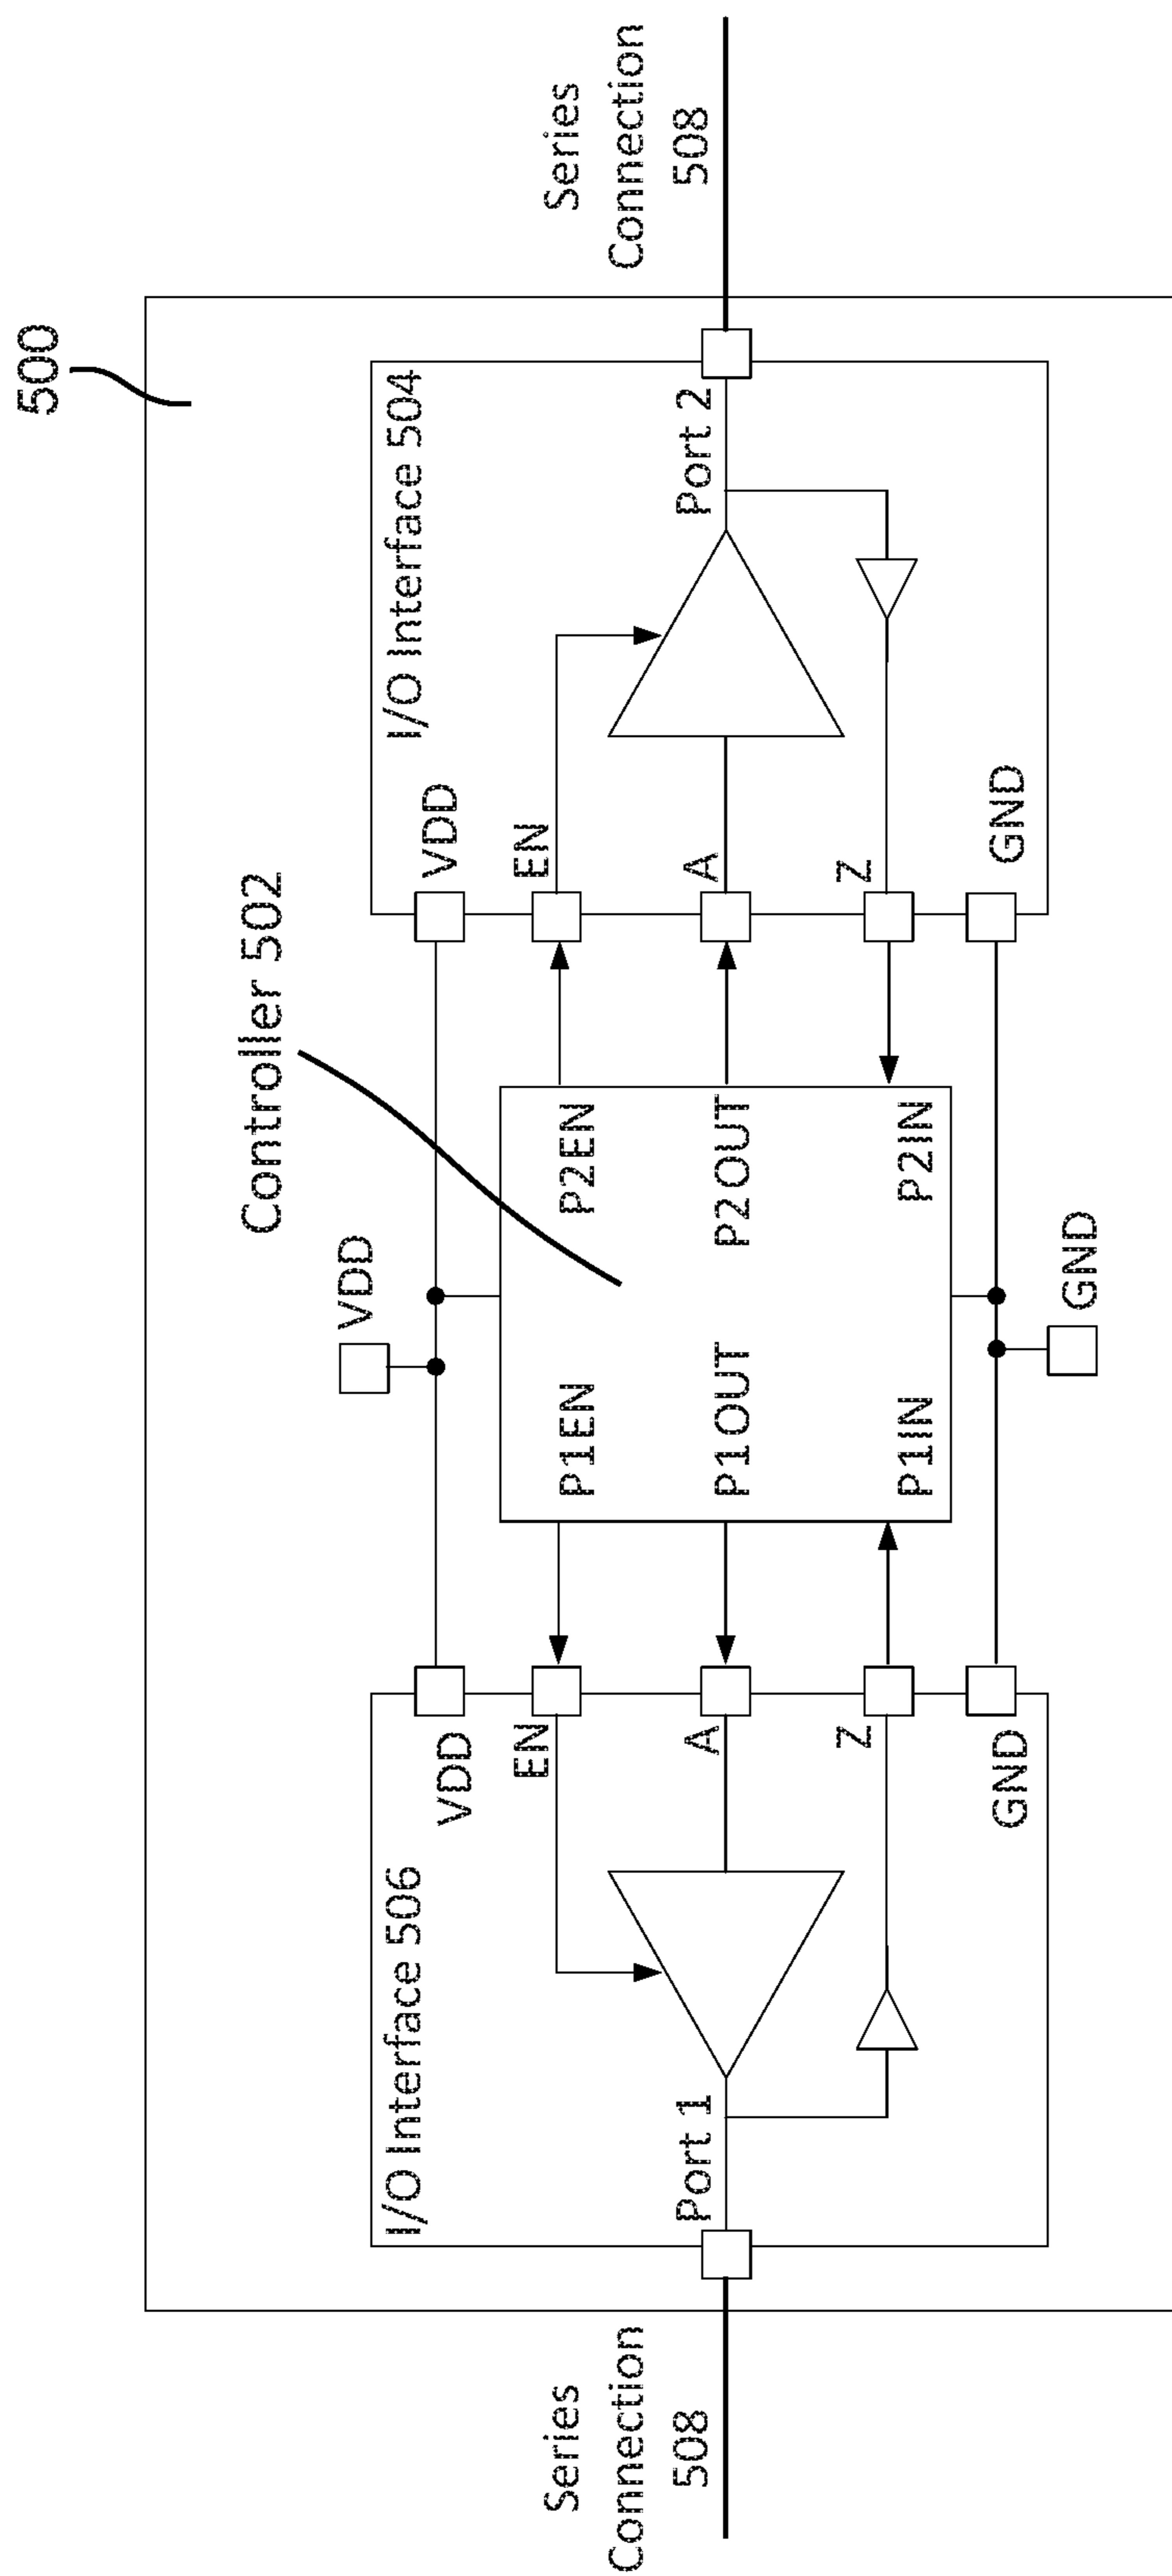 500
Controller 502
VDD
Series
Connection
508
I/O Interface 506
VDD
EN
Port 1
A
Z
GND
P1EN
P1OUT
P1IN
P2EN
P2OUT
P2IN
GND
I/O Interface 504
VDD
EN
A
Port 2
Z
GND
Series
Connection
508